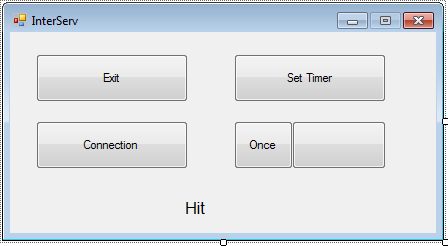 InterServ
Exit
Set Timer
Connection
Once
Hit